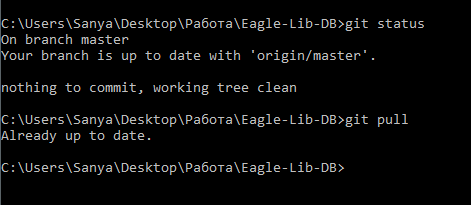 C:\Users\Sanya\Desktop\Работа\Eagle-Lib-DB>git status
On branch master
Your branch is up to date with 'origin/master'.
nothing to commit, working tree clean
C:\Users\Sanya\Desktop\Работа\Eagle-Lib-DB>git pull
Already up to date.
C:\Users\Sanya\Desktop\Работа\Eagle-Lib-DB>